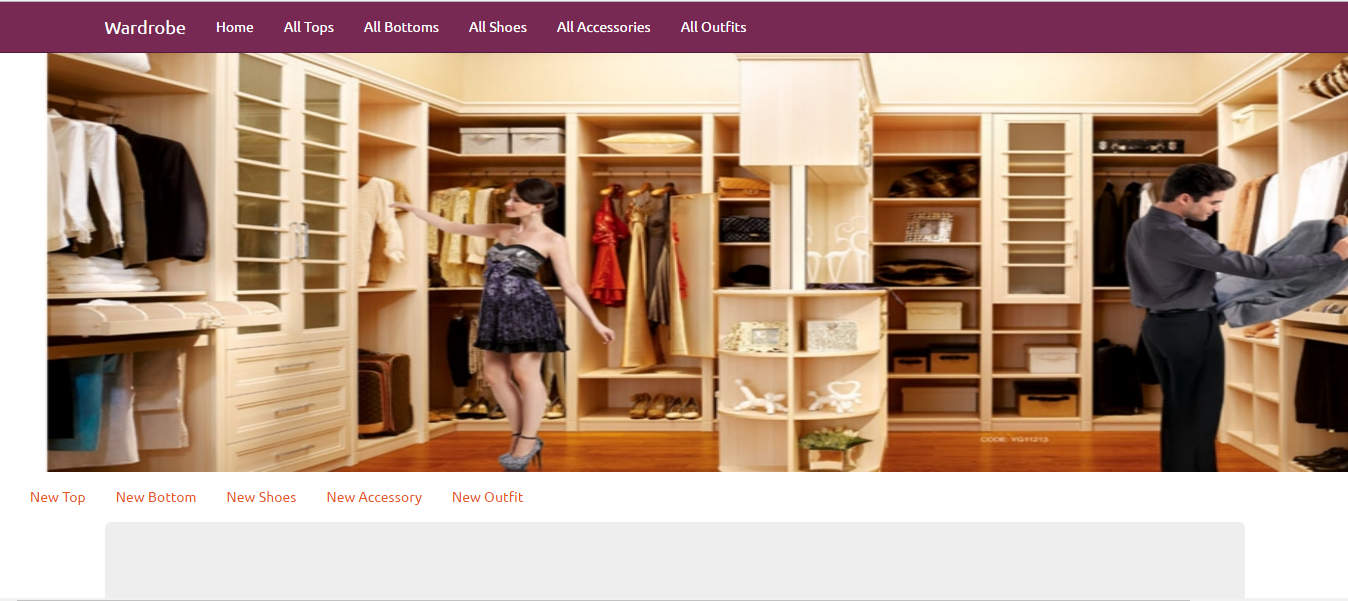 Wardrobe Home All Tops All Bottoms All Shoes All Accessories All Outfits
CODE: YG11213
New Top New Bottom New Shoes New Accessory New Outfit